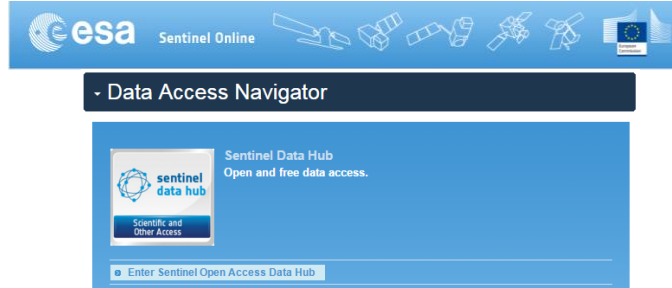 esa
Sentinel Online
European
Commission
Data Access Navigator
Sentinel Data Hub
Open and free data access.
sentinel
data hub
Scientific and
Other Access
Enter Sentinel Open Access Data Hub